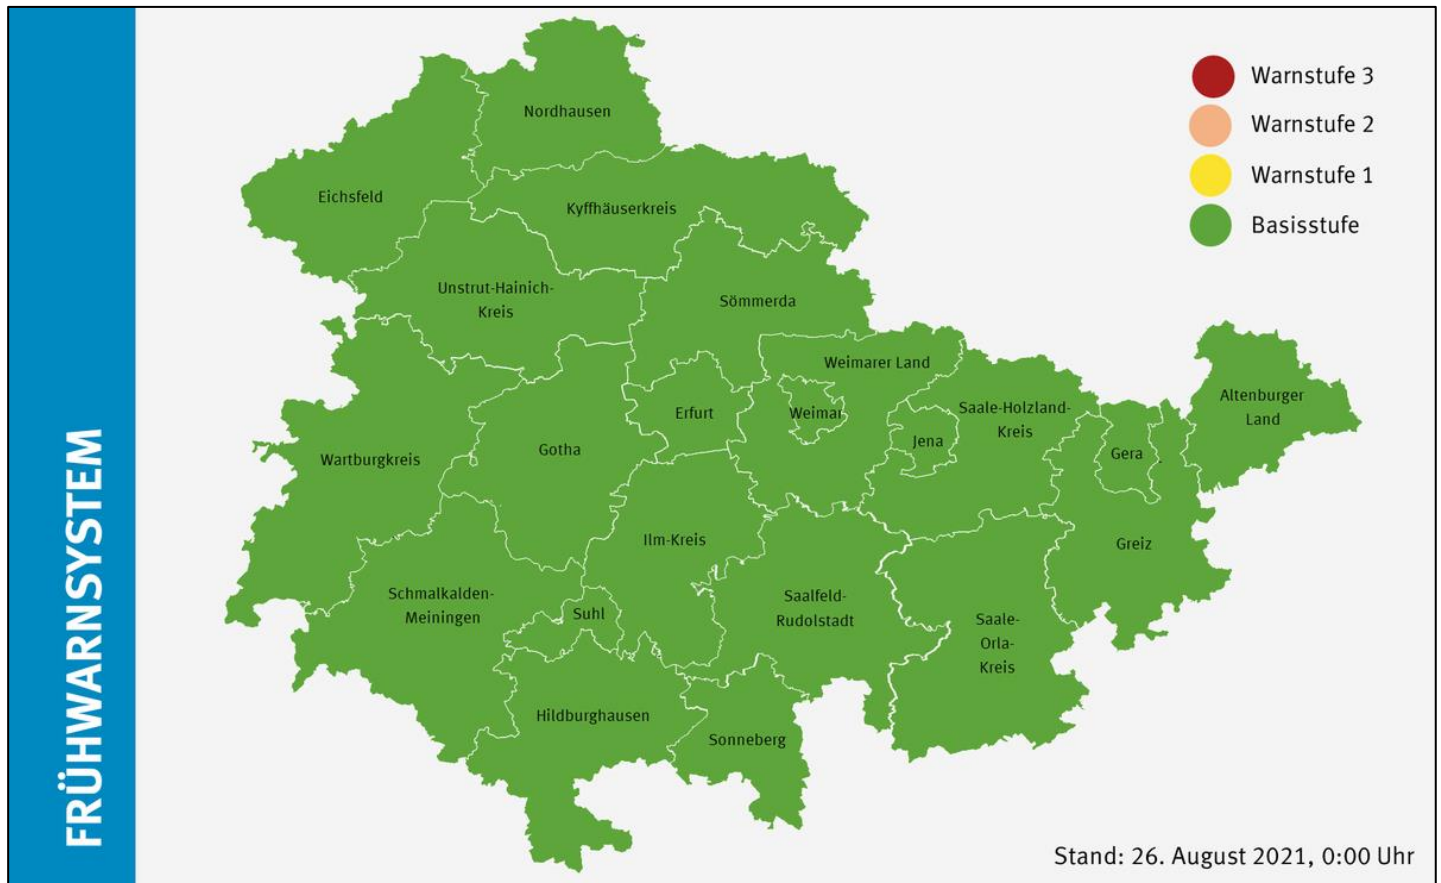 FRÜHWARNSYSTEM
Warnstufe 3
Warnstufe 2
Warnstufe 1
Basisstufe
Nordhausen
Eichsfeld
Kyffhäuserkreis
Unstrut-Hainich-
Kreis
Sömmerda
Weimarer Land
Altenburger
Land
Erfurt
Weimar
Saale-Holzland-
Kreis
Jena
Gera
Gotha
Wartburgkreis
Ilm-Kreis
Greiz
Schmalkalden-
Meiningen
Suhl
Saalfeld-
Rudolstadt
Saale-
Orla-
Kreis
Hildburghausen
Sonneberg
Stand: 26. August 2021, 0:00 Uhr